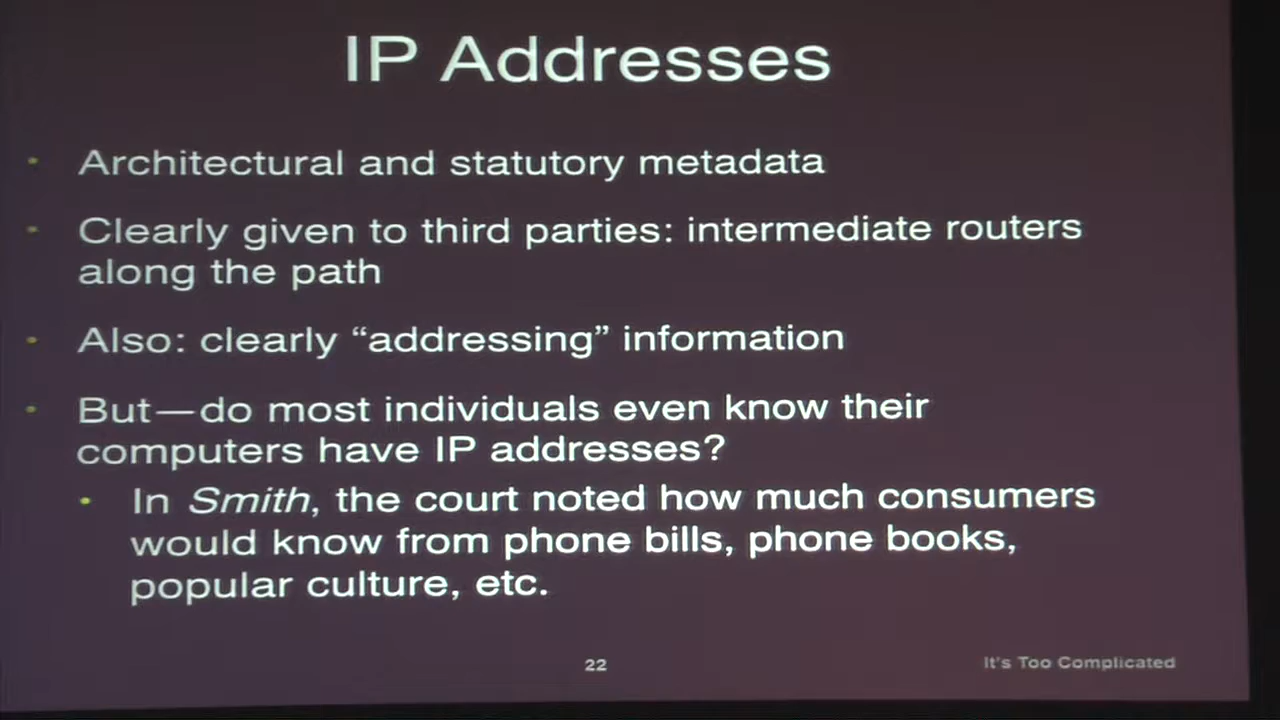 IP Addresses
• Architectural and statutory metadata
• Clearly given to third parties: intermediate routers
along the path
• Also: clearly “addressing” information
• But—do most individuals even know their
computers have IP addresses?
• In Smith, the court noted how much consumers
would know from phone bills, phone books,
popular culture, etc.
22
It's Too Complicated